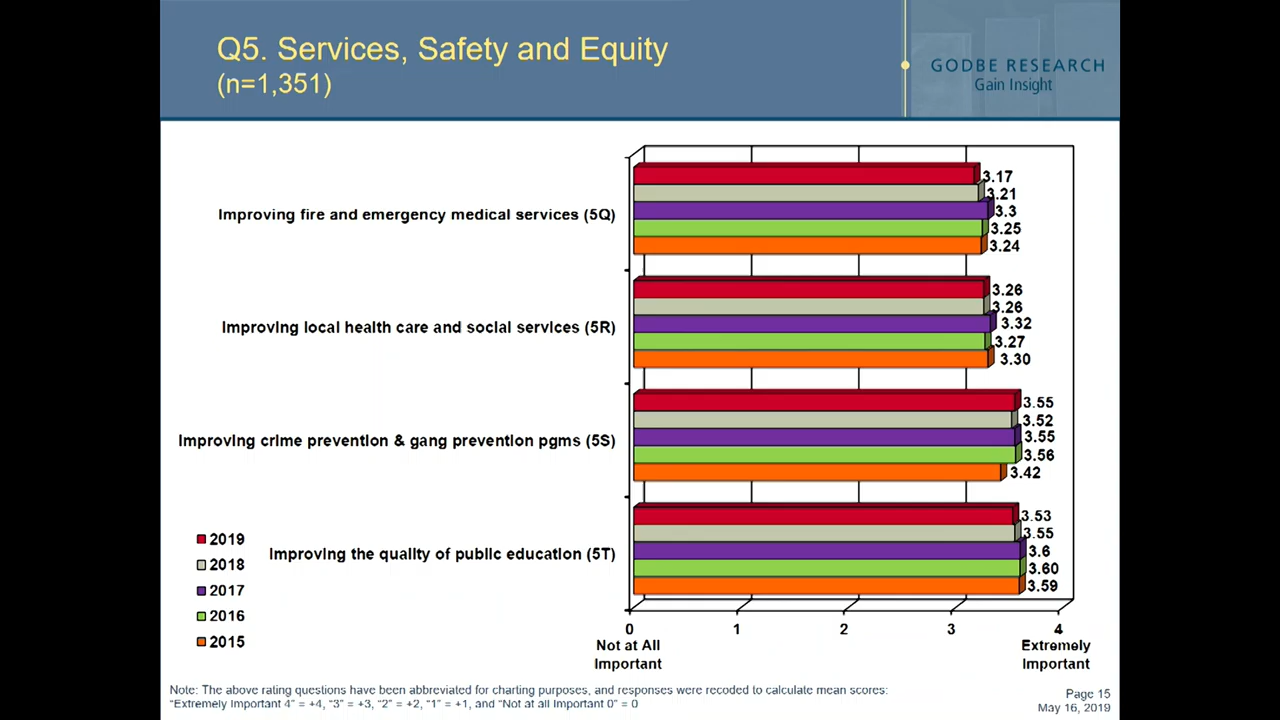 Q5. Services, Safety and Equity
(n=1,351)
GODBE RESEARCH
Gain Insight
Improving fire and emergency medical services (5Q)
3.17
3.21
3.3
3.25
3.24
Improving local health care and social services (5R)
3.26
3.26
3.32
3.27
3.30
Improving crime prevention & gang prevention pgms (5S)
3.55
3.52
3.55
3.56
3.42
Improving the quality of public education (5T)
3.53
3.55
3.6
3.60
3.59
2019
2018
2017
2016
2015
0 1 2 3 4
Not at All Important
Extremely Important
Note: The above rating questions have been abbreviated for charting purposes, and responses were recoded to calculate mean scores:
“Extremely Important 4” = +4, “3” = +3, “2” = +2, “1” = +1, and “Not at all Important 0” = 0
Page 15
May 16, 2019